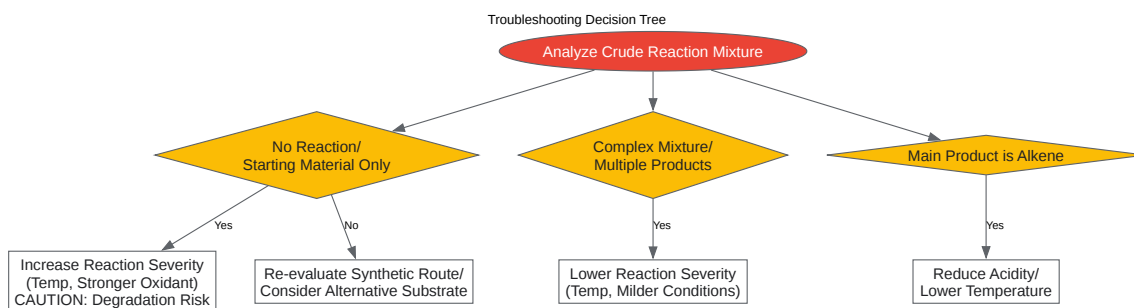 Troubleshooting Decision Tree
Analyze Crude Reaction Mixture
No Reaction/
Starting Material Only
Complex Mixture/
Multiple Products
Main Product is Alkene
Yes
No
Yes
Yes
Increase Reaction Severity
(Temp, Stronger Oxidant)
CAUTION: Degradation Risk
Re-evaluate Synthetic Route/
Consider Alternative Substrate
Lower Reaction Severity
(Temp, Milder Conditions)
Reduce Acidity/
Lower Temperature